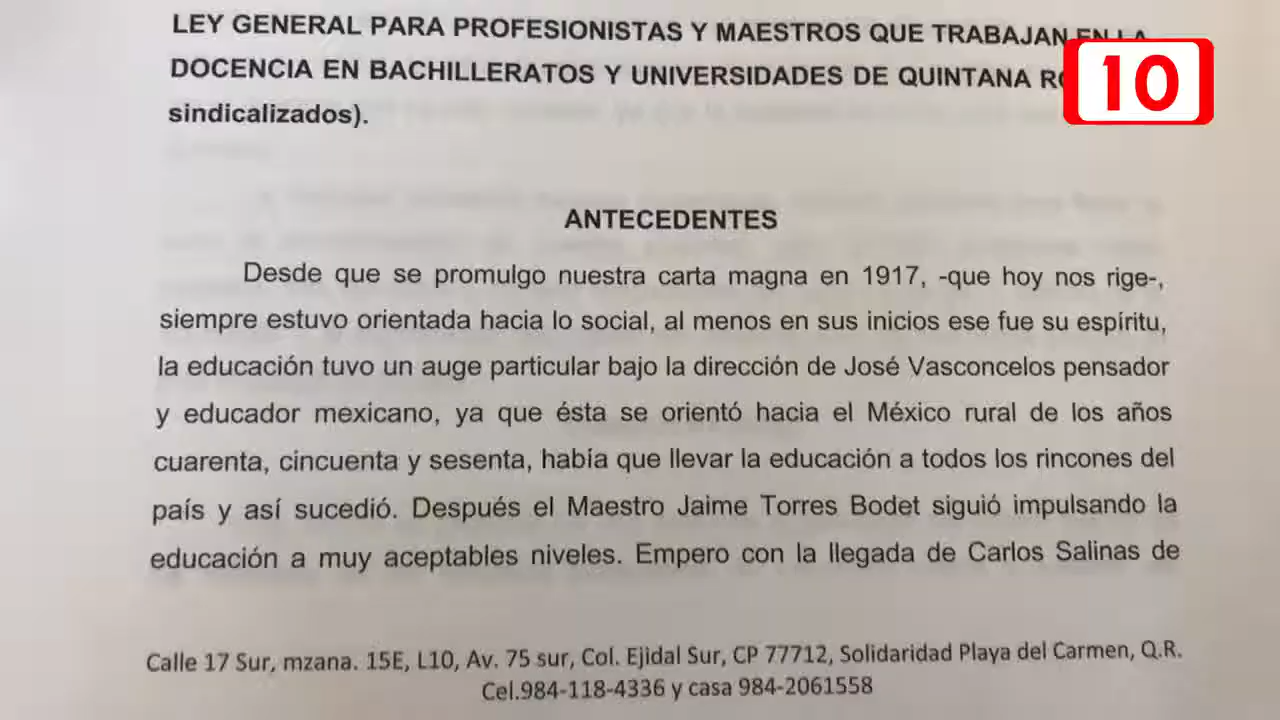 LEY GENERAL PARA PROFESIONISTAS Y MAESTROS QUE TRABAJAN EN LA
DOCENCIA EN BACHILLERATOS Y UNIVERSIDADES DE QUINTANA
10
sindicalizados).
ANTECEDENTES
Desde que se promulgo nuestra carta magna en 1917, -que hoy nos rige-,
siempre estuvo orientada hacia lo social, al menos en sus inicios ese fue su espíritu,
la educación tuvo un auge particular bajo la dirección de José Vasconcelos pensador
y educador mexicano, ya que ésta se orientó hacia el México rural de los años
cuarenta, cincuenta y sesenta, había que llevar la educación a todos los rincones del
país y así sucedió. Después el Maestro Jaime Torres Bodet siguió impulsando la
educación a muy aceptables niveles. Empero con la llegada de Carlos Salinas de
Calle 17 Sur, mzana. 15E, L10, Av. 75 sur, Col. Ejidal Sur, CP 77712, Solidaridad Playa del Carmen, Q.R.
Cel.984-118-4336 y casa 984-2061558